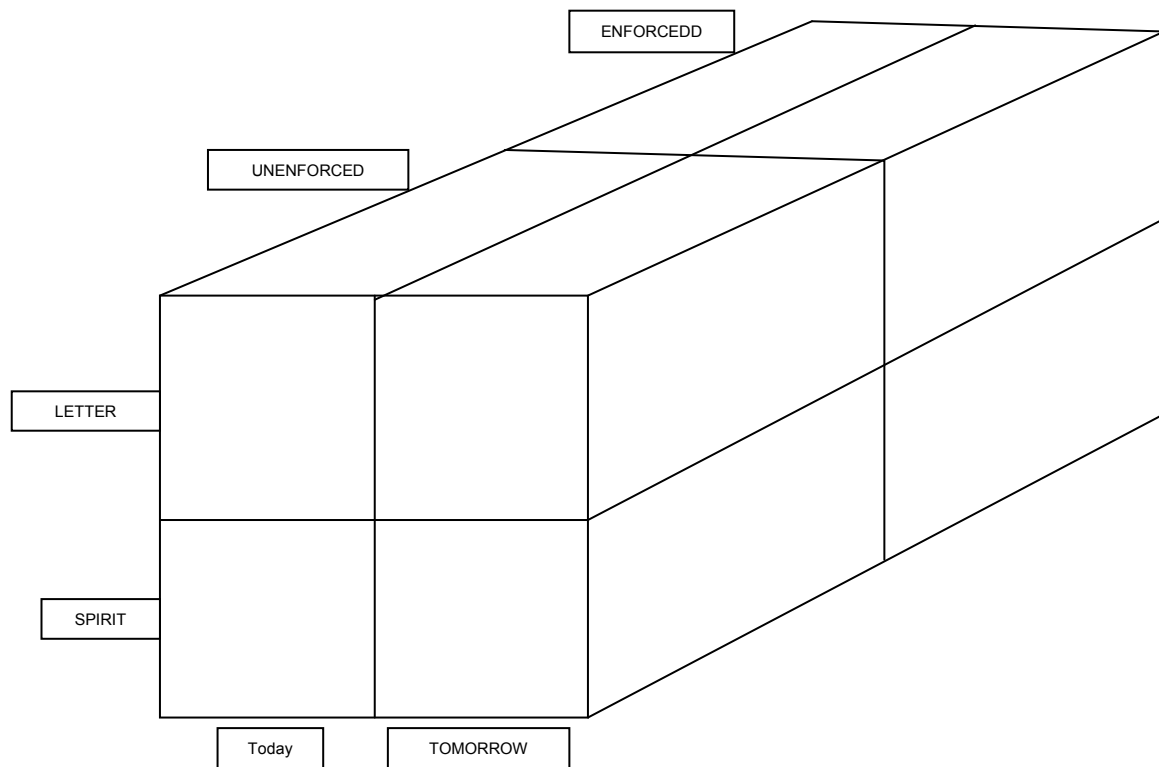 ENFORCEDD
UNENFORCED
LETTER
SPIRIT
Today
TOMORROW